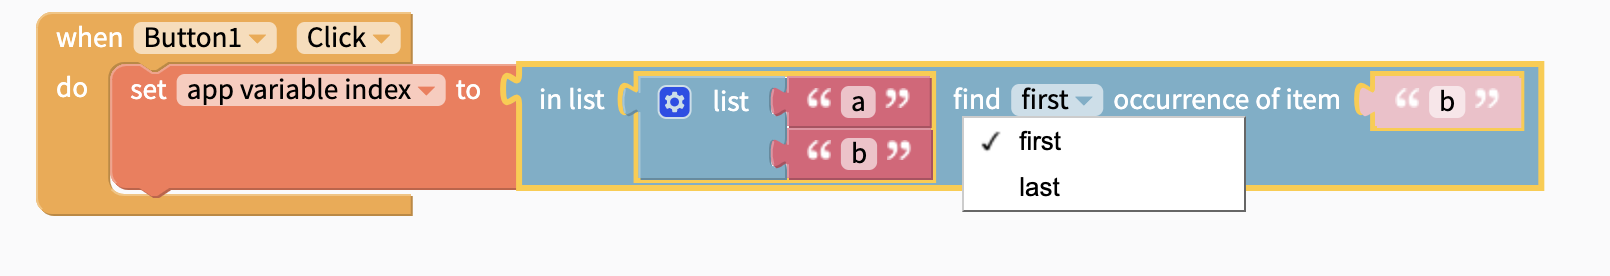 when Button1 Click
do set app variable index to in list list “ a ” find first occurrence of item “ b ”
“ b ”
✓ first
last